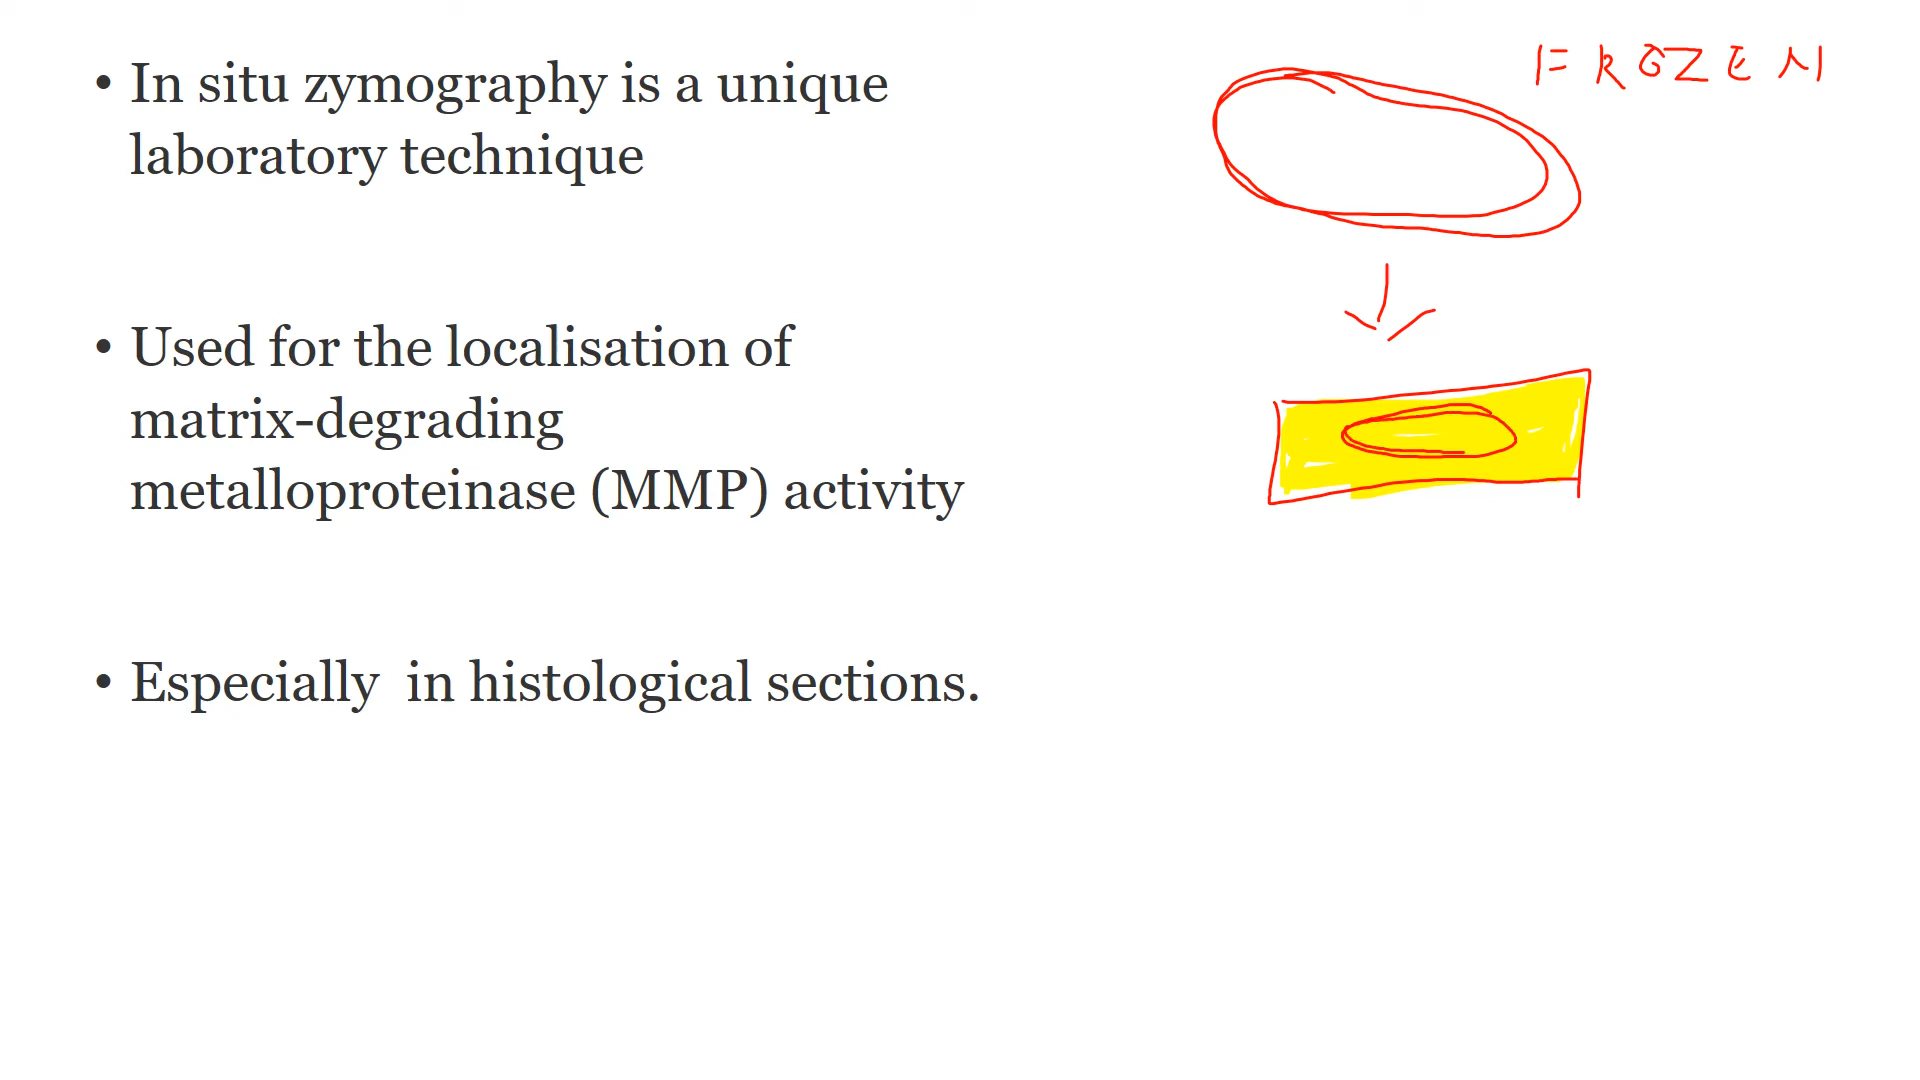 • In situ zymography is a unique
laboratory technique
• Used for the localisation of
matrix-degrading
metalloproteinase (MMP) activity
• Especially in histological sections.
FROZEN